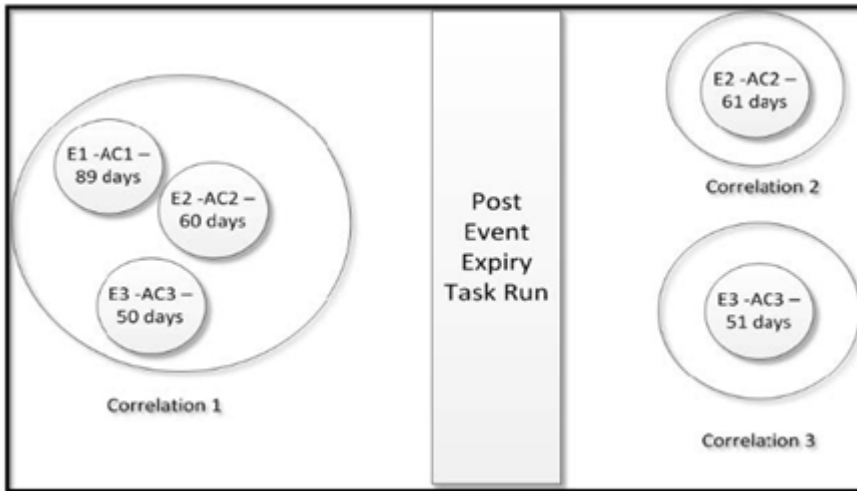 E1 -AC1 –
89 days
E2 -AC2 –
60 days
E3 -AC3 –
50 days
Correlation 1
Post
Event
Expiry
Task Run
E2 -AC2 –
61 days
Correlation 2
E3 -AC3 –
51 days
Correlation 3